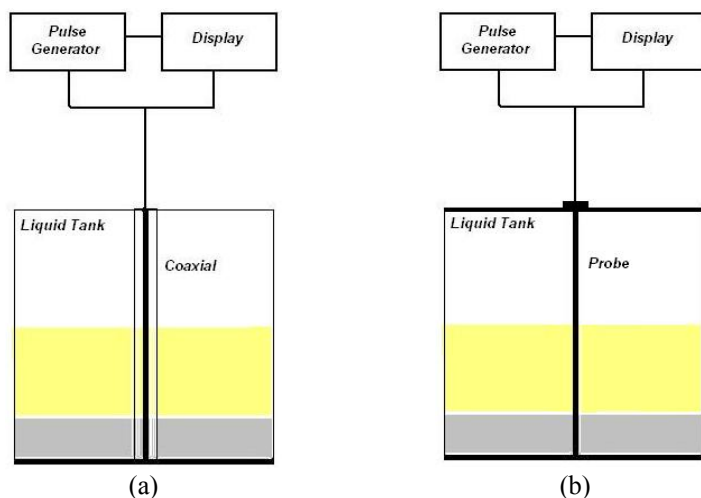 Pulse
Generator
Display
Pulse
Generator
Display
Liquid Tank
Coaxial
Liquid Tank
Probe
(a)
(b)